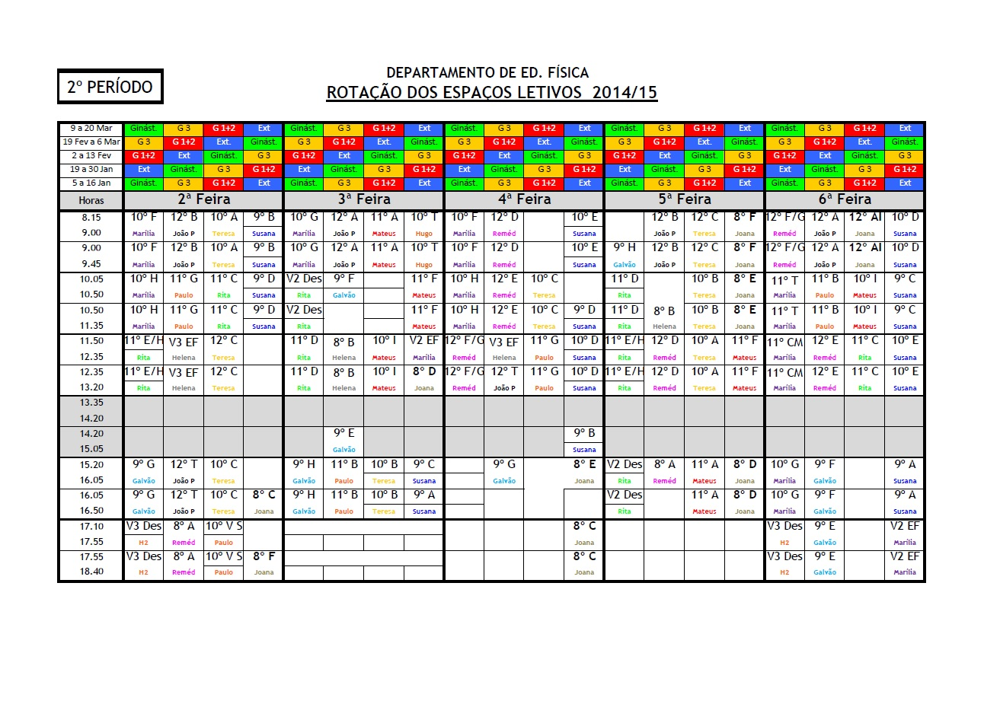 2º PERÍODO
DEPARTAMENTO DE ED. FÍSICA
ROTAÇÃO DOS ESPAÇOS LETIVOS 2014/15
9 a 20 Mar Ginást. G 3 G 1+2 Ext Ginást. G 3 G 1+2 Ext Ginást. G 3 G 1+2 Ext Ginást. G 3 G 1+2 Ext Ginást. G 3 G 1+2 Ext
19 Fev a 6 Mar G 3 G 1+2 Ext. Ginást. G 3 G 1+2 Ext. Ginást. G 3 G 1+2 Ext. Ginást. G 3 G 1+2 Ext. Ginást. G 3 G 1+2 Ext. Ginást.
2 a 13 Fev G 1+2 Ext Ginást. G 3 G 1+2 Ext Ginást. G 3 G 1+2 Ext Ginást. G 3 G 1+2 Ext Ginást. G 3 G 1+2 Ext Ginást. G 3
19 a 30 Jan Ext Ginást. G 3 G 1+2 Ext Ginást. G 3 G 1+2 Ext Ginást. G 3 G 1+2 Ext Ginást. G 3 G 1+2 Ext Ginást. G 3 G 1+2
5 a 16 Jan Ginást. G 3 G 1+2 Ext Ginást. G 3 G 1+2 Ext Ginást. G 3 G 1+2 Ext Ginást. G 3 G 1+2 Ext Ginást. G 3 G 1+2 Ext
Horas 2ª Feira 3ª Feira 4ª Feira 5ª Feira 6ª Feira
8.15 10º F 12º B 10º A 9º B 10º G 12º A 11º A 10º T 10º F 12º D 10º E 12º B 12º C 8º F 12º F/G 12º A 12º AI 10º D
9.00 Marília João P Teresa Susana Marília João P Mateus Hugo Marília Reméd Susana João P Teresa Joana Reméd João P Joana Susana
9.00 10º F 12º B 10º A 9º B 10º G 12º A 11º A 10º T 10º F 12º D 10º E 9º H 12º B 12º C 8º F 12º F/G 12º A 12º AI 10º D
9.45 Marília João P Teresa Susana Marília João P Mateus Hugo Marília Reméd Susana Galvão João P Teresa Joana Reméd João P Joana Susana
10.05 10º H 11º G 11º C 9º D V2 Des 9º F 11º F 10º H 12º E 10º C 11º D 10º B 8º E 11º T 11º B 10º I 9º C
10.50 Marília Paulo Rita Susana Rita Galvão Mateus Marília Reméd Teresa Rita Teresa Joana Marília Paulo Mateus Susana
10.50 10º H 11º G 11º C 9º D V2 Des 11º F 10º H 12º E 10º C 9º D 11º D 8º B 10º B 8º E 11º T 11º B 10º I 9º C
11.35 Marília Paulo Rita Susana Rita Mateus Marília Reméd Teresa Susana Rita Helena Teresa Joana Marília Paulo Mateus Susana
11.50 11º E/H V3 EF 12º C 11º D 8º B 10º I V2 EF 12º F/G V3 EF 11º G 10º D 11º E/H 12º D 10º A 11º F 11º CM 12º E 11º C 10º E
12.35 Rita Helena Teresa Rita Helena Mateus Marília Reméd Helena Paulo Susana Rita Reméd Teresa Mateus Marília Reméd Rita Susana
12.35 11º E/H V3 EF 12º C 11º D 8º B 10º I 8º D 12º F/G 12º T 11º G 10º D 11º E/H 12º D 10º A 11º F 11º CM 12º E 11º C 10º E
13.20 Rita Helena Teresa Rita Helena Mateus Joana Reméd João P Paulo Susana Rita Reméd Teresa Mateus Marília Reméd Rita Susana
13.35
14.20
14.20 9º E 9º B
15.05 Galvão Susana
15.20 9º G 12º T 10º C 9º H 11º B 10º B 9º C 9º G 8º E V2 Des 8º A 11º A 8º D 10º G 9º F 9º A
16.05 Galvão João P Teresa Galvão Paulo Teresa Susana Galvão Joana Rita Reméd Mateus Joana Marília Galvão Susana
16.05 9º G 12º T 10º C 8º C 9º H 11º B 10º B 9º A V2 Des 11º A 8º D 10º G 9º F 9º A
16.50 Galvão João P Teresa Joana Galvão Paulo Teresa Susana Rita Mateus Joana Marília Galvão Susana
17.10 V3 Des 8º A 10º V S 8º C V3 Des 9º E V2 EF
17.55 H2 Reméd Paulo Joana H2 Galvão Marília
17.55 V3 Des 8º A 10º V S 8º F 8º C V3 Des 9º E V2 EF
18.40 H2 Reméd Paulo Joana Joana H2 Galvão Marília